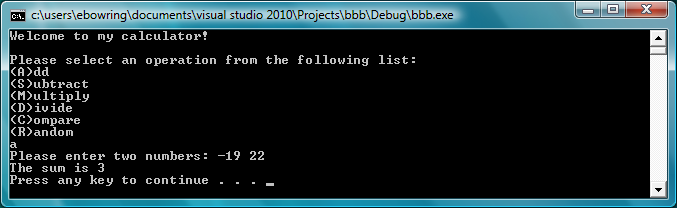 c:\users\ebowring\documents\visual studio 2010\Projects\bbb\Debug\bbb.exe
Welcome to my calculator!
Please select an operation from the following list:
(A)dd
(S)ubtract
(M)ultiply
(D)ivide
(C)ompare
(R)andom
a
Please enter two numbers: -19 22
The sum is 3
Press any key to continue . . . _